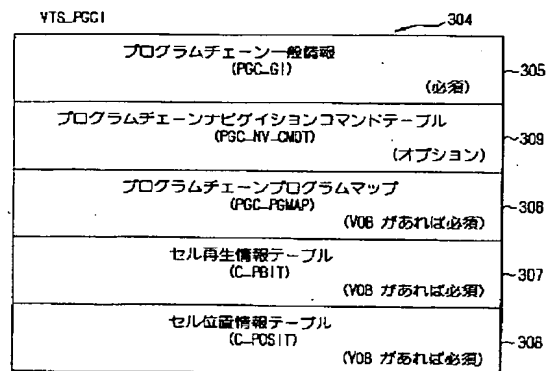 VTS_PGCI
304
プログラムチェーン一般情報
(PGC_GI)
(必須)
305
プログラムチェーンナビゲイションコマンドテーブル
(PGC_NV_CMDT)
(オプション)
309
プログラムチェーンプログラムマップ
(PGC_PGMAP)
(VOB があれば必須)
306
セル再生情報テーブル
(C_PBIT)
(VOB があれば必須)
307
セル位置情報テーブル
(C_POSIT)
(VOB があれば必須)
308